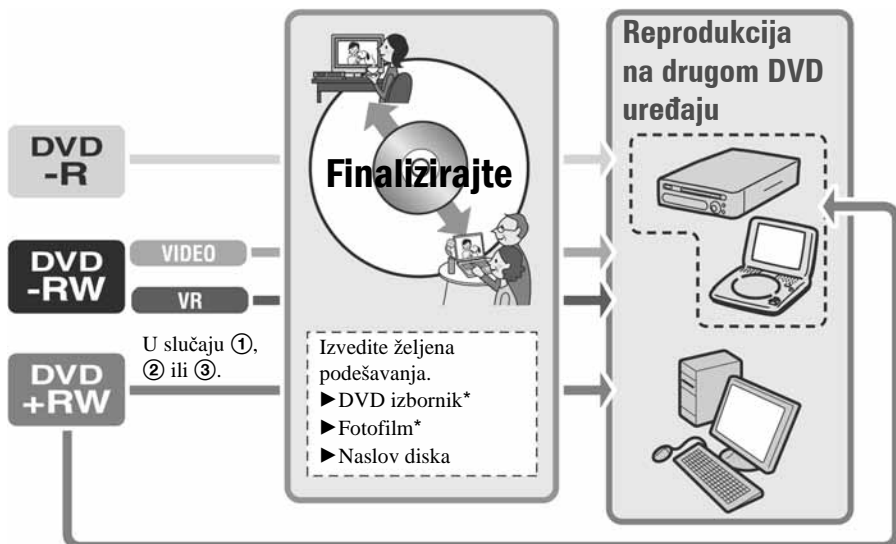 DVD
-R
DVD
-RW
VIDEO
VR
DVD
+RW
U slučaju ①,
② ili ③.
Finalizirajte
Izvedite željena
podešavanja.
►DVD izbornik*
►Fotofilm*
►Naslov diska
Reprodukcija
na drugom DVD
uređaju